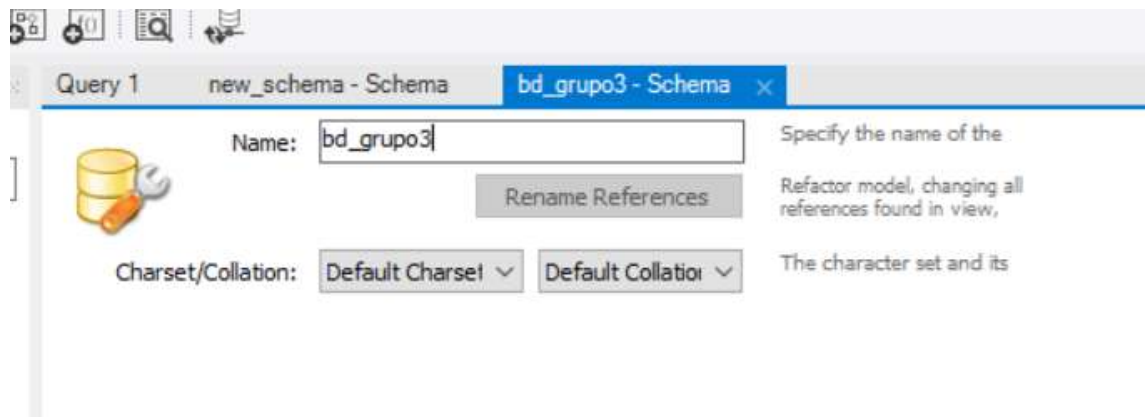 Query 1
new_schema - Schema
bd_grupo3 - Schema
Name:
bd_grupo3
Specify the name of the
Rename References
Refactor model, changing all
references found in view,
Charset/Collation:
Default Charset
Default Collation
The character set and its